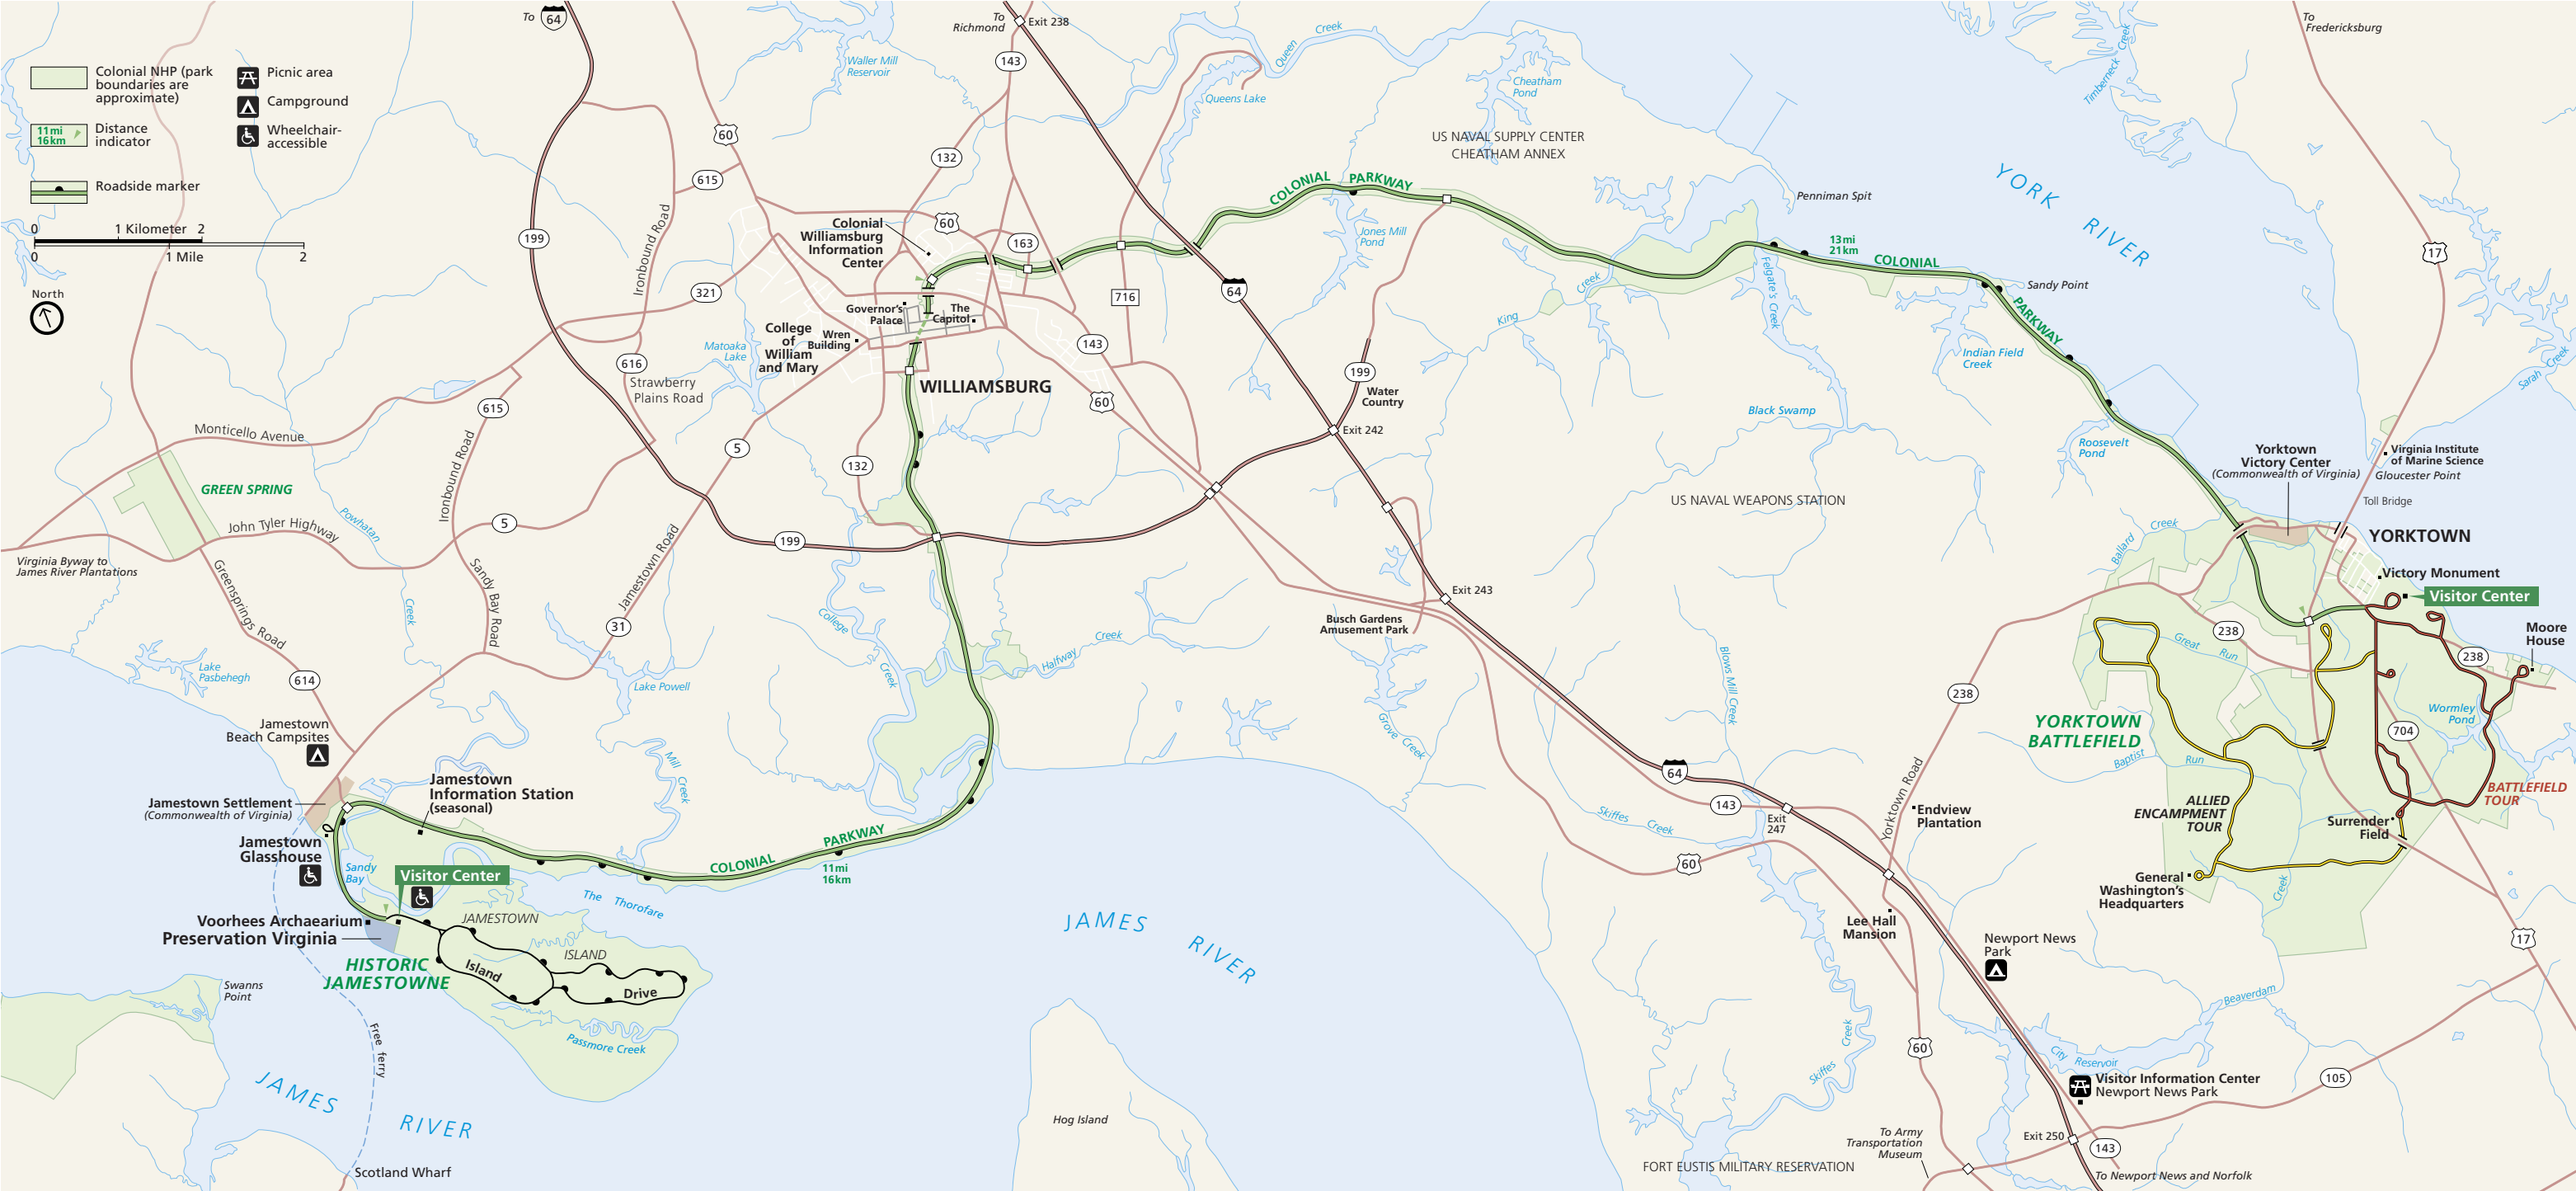 Colonial NHP (park
boundaries are
approximate)
11mi
16km
Distance
indicator
Roadside marker
Picnic area
Campground
Wheelchair-
accessible
0 1 Kilometer 2
0 1 Mile 2
North
To
64
To
Richmond
Exit 238
143
Waller Mill
Reservoir
Queen
Creek
Queens Lake
Cheatham
Pond
US NAVAL SUPPLY CENTER
CHEATHAM ANNEX
To
Fredericksburg
Timberneck
Creek
60
132
615
Ironbound Road
199
Colonial
Williamsburg
Information
Center
60
163
COLONIAL PARKWAY
Jones Mill
Pond
Penniman Spit
YORK RIVER
17
13mi
21km
COLONIAL
PARKWAY
Sandy Point
Felgate's Creek
King
Creek
64
716
321
Governor's
Palace
The
Capitol
Wren
Building
College
of
William
and Mary
Matoaka
Lake
WILLIAMSBURG
143
60
199
Water
Country
Exit 242
Indian Field
Creek
Black Swamp
Sarah Creek
616
Strawberry
Plains Road
615
Monticello Avenue
Ironbound Road
5
132
Roosevelt
Pond
Yorktown
Victory Center
(Commonwealth of Virginia)
Virginia Institute
of Marine Science
Gloucester Point
Toll Bridge
GREEN SPRING
John Tyler Highway
Powhatan
Creek
5
199
US NAVAL WEAPONS STATION
Ballard
Creek
YORKTOWN
Victory Monument
Visitor Center
Moore
House
Virginia Byway to
James River Plantations
Greensprings Road
Sandy Bay Road
Jamestown Road
31
College
Creek
Halfway
Creek
Exit 243
Busch Gardens
Amusement Park
Grove Creek
Blows Mill Creek
238
238
Great
Run
238
Wormley
Pond
704
YORKTOWN
BATTLEFIELD
Baptist
Run
BATTLEFIELD
TOUR
Lake
Pasbehegh
614
Lake Powell
Jamestown
Beach Campsites
Mill
Creek
Jamestown
Information Station
(seasonal)
Jamestown Settlement
(Commonwealth of Virginia)
Jamestown
Glasshouse
Sandy
Bay
Visitor Center
COLONIAL PARKWAY
11mi
16km
The Thorofare
64
143
Exit
247
Skiffes
Creek
60
Yorktown Road
Endview
Plantation
ALLIED
ENCAMPMENT
TOUR
Surrender
Field
General
Washington's
Headquarters
Creek
Voorhees Archaearium
Preservation Virginia
HISTORIC
JAMESTOWNE
JAMESTOWN
ISLAND
Island
Drive
Passmore Creek
JAMES RIVER
Lee Hall
Mansion
Newport News
Park
17
Beaverdam
Swanns
Point
Free ferry
JAMES RIVER
Scotland Wharf
Hog Island
Skiffes
Creek
60
City
Reservoir
105
Visitor Information Center
Newport News Park
Exit 250
143
To Army
Transportation
Museum
FORT EUSTIS MILITARY RESERVATION
To Newport News and Norfolk